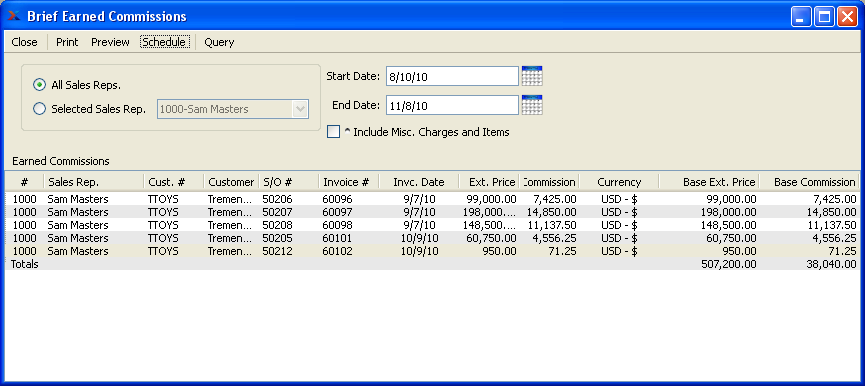 Brief Earned Commissions
Close Print Preview Schedule Query
All Sales Reps.
Selected Sales Rep. 1000-Sam Masters
Start Date: 8/10/10
End Date: 11/8/10
^ Include Misc. Charges and Items
Earned Commissions
# Sales Rep. Cust. # Customer S/O # Invoice # Invc. Date Ext. Price Commission Currency Base Ext. Price Base Commission
1000 Sam Masters TTOYS Tremen... 50206 60096 9/7/10 99,000.00 7,425.00 USD - $ 99,000.00 7,425.00
1000 Sam Masters TTOYS Tremen... 50207 60097 9/7/10 198,000.... 14,850.00 USD - $ 198,000.00 14,850.00
1000 Sam Masters TTOYS Tremen... 50208 60098 9/7/10 148,500.... 11,137.50 USD - $ 148,500.00 11,137.50
1000 Sam Masters TTOYS Tremen... 50205 60101 10/9/10 60,750.00 4,556.25 USD - $ 60,750.00 4,556.25
1000 Sam Masters TTOYS Tremen... 50212 60102 10/9/10 950.00 71.25 USD - $ 950.00 71.25
Totals 507,200.00 38,040.00